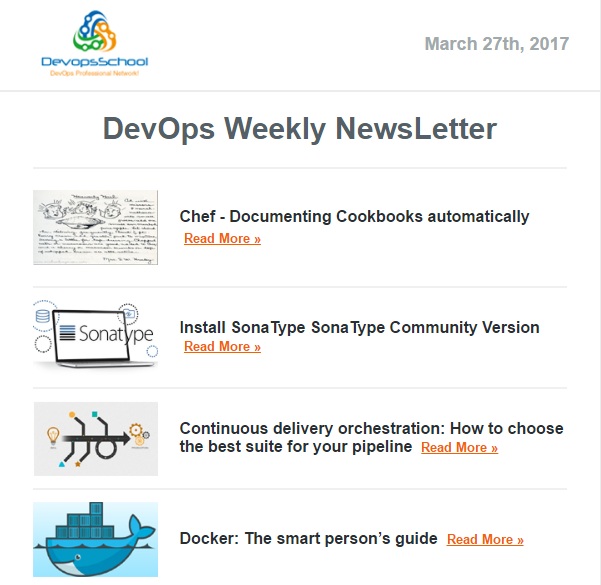 DevopsSchool
DevOps Professional Network!
March 27th, 2017
DevOps Weekly NewsLetter
Chef - Documenting Cookbooks automatically
Read More »
Sonatype
Install SonaType SonaType Community Version
Read More »
Continuous delivery orchestration: How to choose
the best suite for your pipeline Read More »
Docker: The smart person's guide Read More »